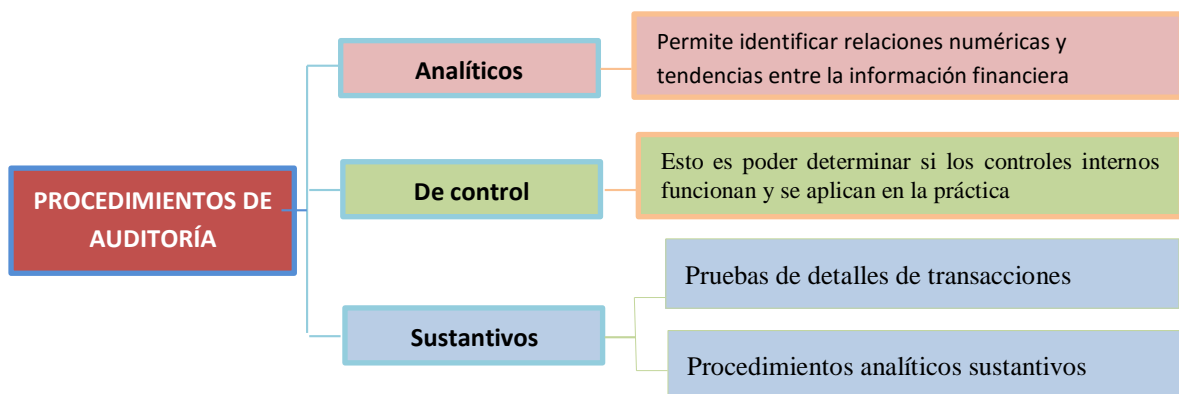 PROCEDIMIENTOS DE
AUDITORÍA
Analíticos
Permite identificar relaciones numéricas y
tendencias entre la información financiera
De control
Esto es poder determinar si los controles internos
funcionan y se aplican en la práctica
Sustantivos
Pruebas de detalles de transacciones
Procedimientos analíticos sustantivos